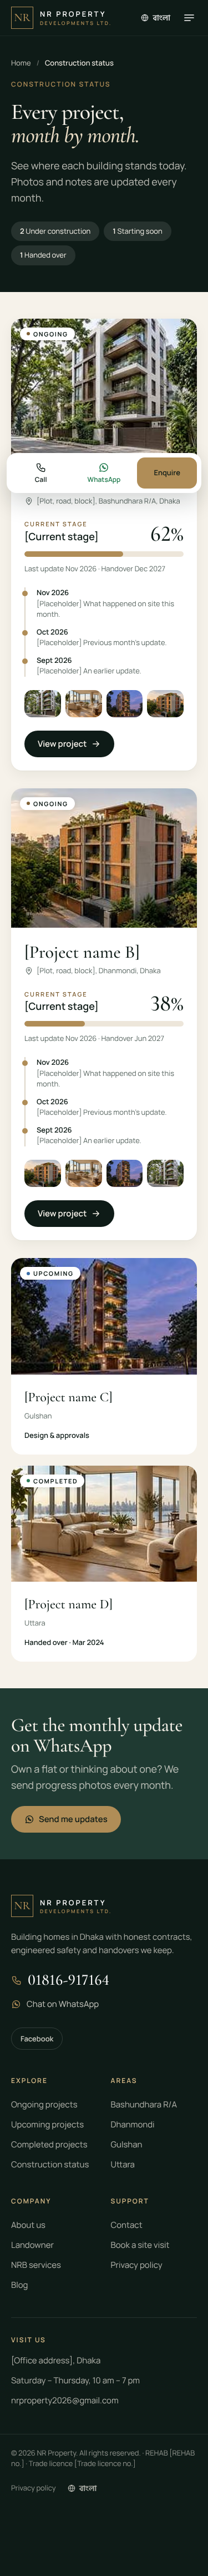 NR
NR PROPERTY
DEVELOPMENTS LTD.
বাংলা
Home / Construction status
CONSTRUCTION STATUS
Every project,
month by month.
See where each building stands today.
Photos and notes are updated every
month.
2 Under construction
1 Starting soon
1 Handed over
ONGOING
Call
WhatsApp
Enquire
[Plot, road, block], Bashundhara R/A, Dhaka
CURRENT STAGE
[Current stage]
62%
Last update Nov 2026 · Handover Dec 2027
Nov 2026
[Placeholder] What happened on site this
month.
Oct 2026
[Placeholder] Previous month's update.
Sept 2026
[Placeholder] An earlier update.
View project
ONGOING
[Project name B]
[Plot, road, block], Dhanmondi, Dhaka
CURRENT STAGE
[Current stage]
38%
Last update Nov 2026 · Handover Jun 2027
Nov 2026
[Placeholder] What happened on site this
month.
Oct 2026
[Placeholder] Previous month's update.
Sept 2026
[Placeholder] An earlier update.
View project
UPCOMING
[Project name C]
Gulshan
Design & approvals
COMPLETED
[Project name D]
Uttara
Handed over · Mar 2024
Get the monthly update
on WhatsApp
Own a flat or thinking about one? We
send progress photos every month.
Send me updates
NR
NR PROPERTY
DEVELOPMENTS LTD.
Building homes in Dhaka with honest contracts,
engineered safety and handovers we keep.
01816-917164
Chat on WhatsApp
Facebook
EXPLORE
Ongoing projects
Upcoming projects
Completed projects
Construction status
AREAS
Bashundhara R/A
Dhanmondi
Gulshan
Uttara
COMPANY
About us
Landowner
NRB services
Blog
SUPPORT
Contact
Book a site visit
Privacy policy
VISIT US
[Office address], Dhaka
Saturday – Thursday, 10 am – 7 pm
nrproperty2026@gmail.com
© 2026 NR Property. All rights reserved. · REHAB [REHAB
no.] · Trade licence [Trade licence no.]
Privacy policy
বাংলা